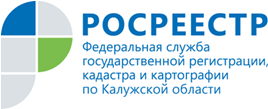 РОСРЕЕСТР
Федеральная служба
государственной регистрации,
кадастра и картографии
по Калужской области